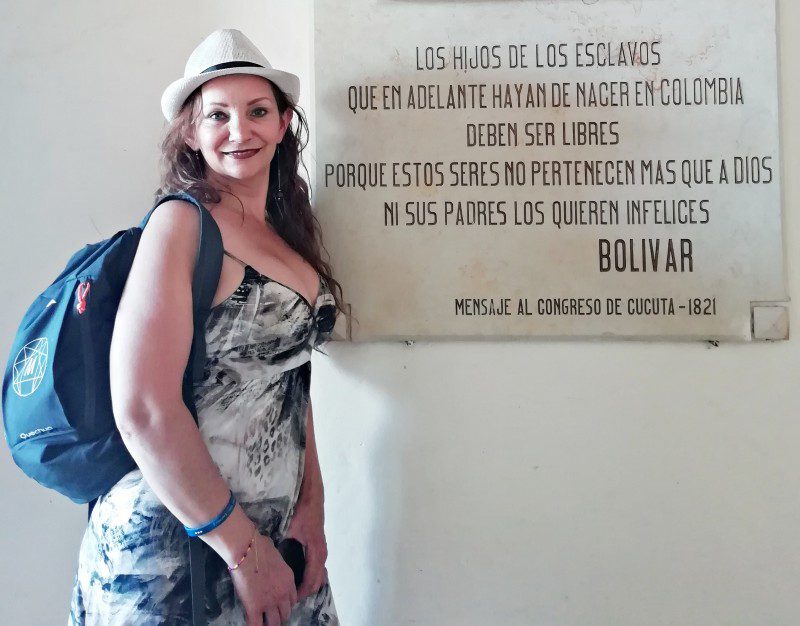 LOS HIJOS DE LOS ESCLAVOS
QUE EN ADELANTE HAYAN DE NACER EN COLOMBIA
DEBEN SER LIBRES
PORQUE ESTOS SERES NO PERTENECEN MAS QUE A DIOS
NI SUS PADRES LOS QUIEREN INFELICES
BOLIVAR
MENSAJE AL CONGRESO DE CUCUTA - 1821
Quechua